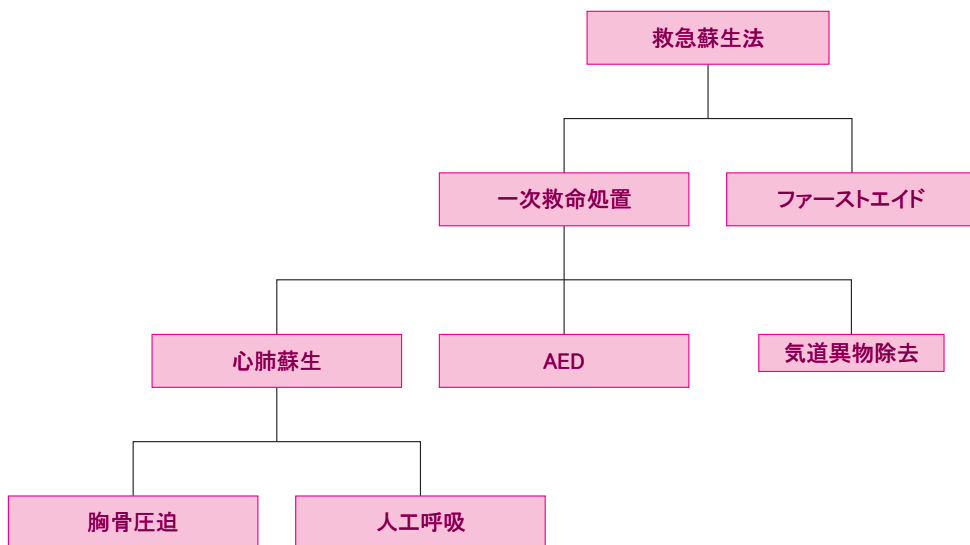 救急蘇生法
一次救命処置
ファーストエイド
心肺蘇生
AED
気道異物除去
胸骨圧迫
人工呼吸